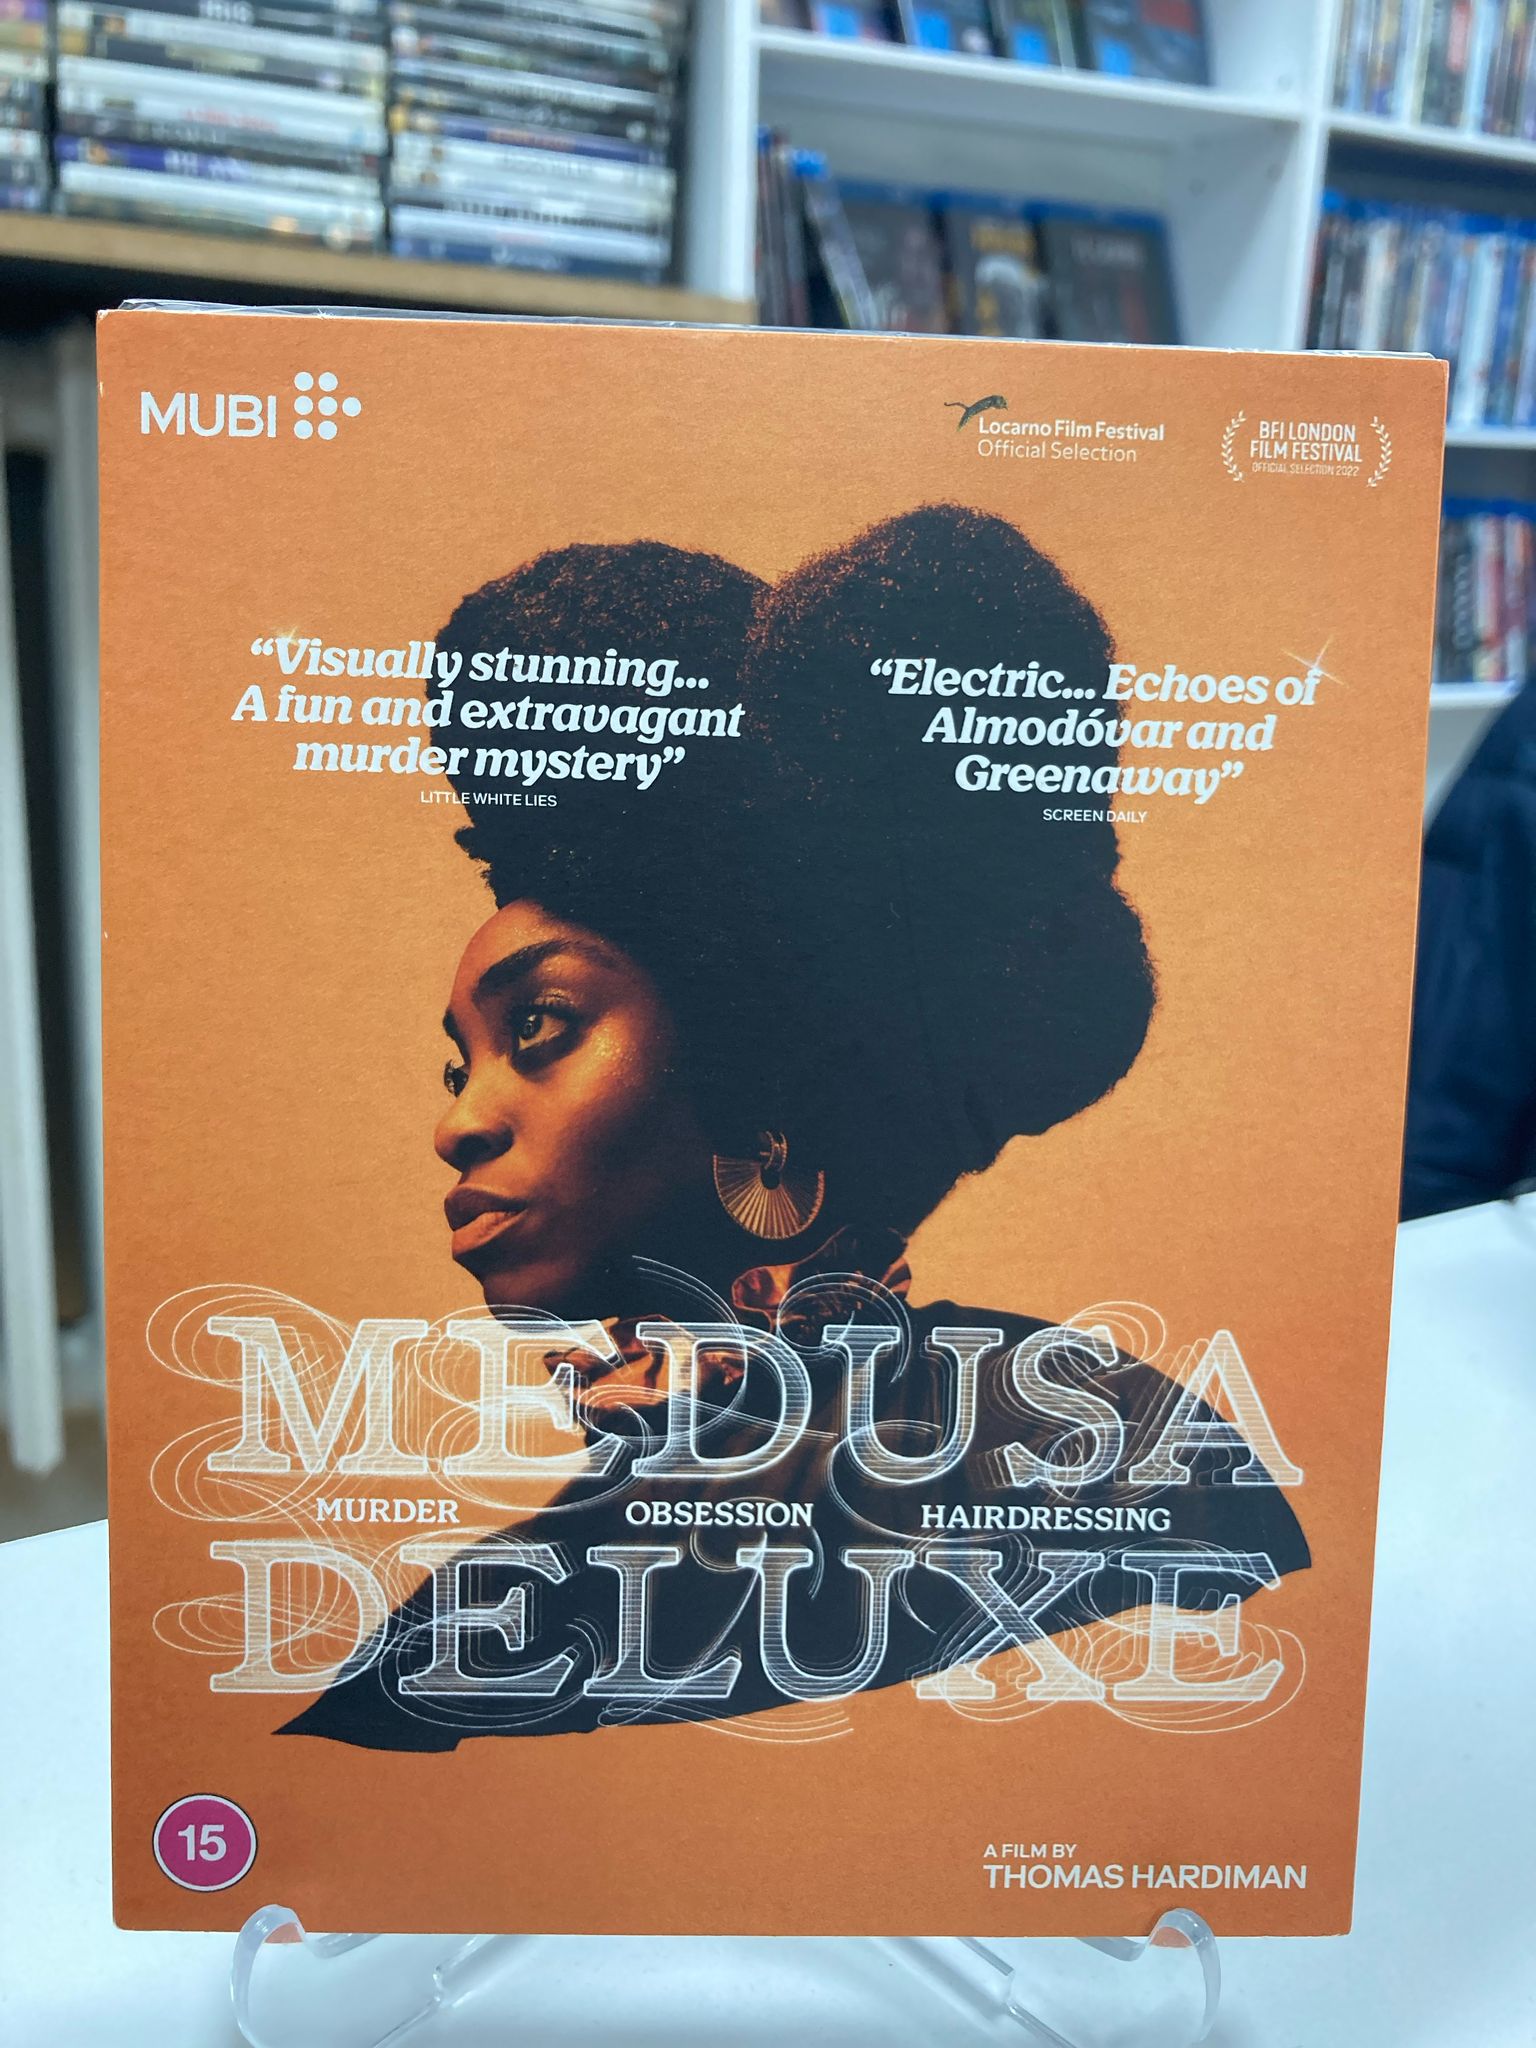 MUBI
Locarno Film Festival
Official Selection
BFI LONDON
FILM FESTIVAL
OFFICIAL SELECTION 2022
“Visually stunning...
A fun and extravagant
murder mystery”
LITTLE WHITE LIES
“Electric... Echoes of
Almodóvar and
Greenaway”
SCREEN DAILY
MEDUSA
MURDER OBSESSION HAIRDRESSING
DELUXE
15
A FILM BY
THOMAS HARDIMAN